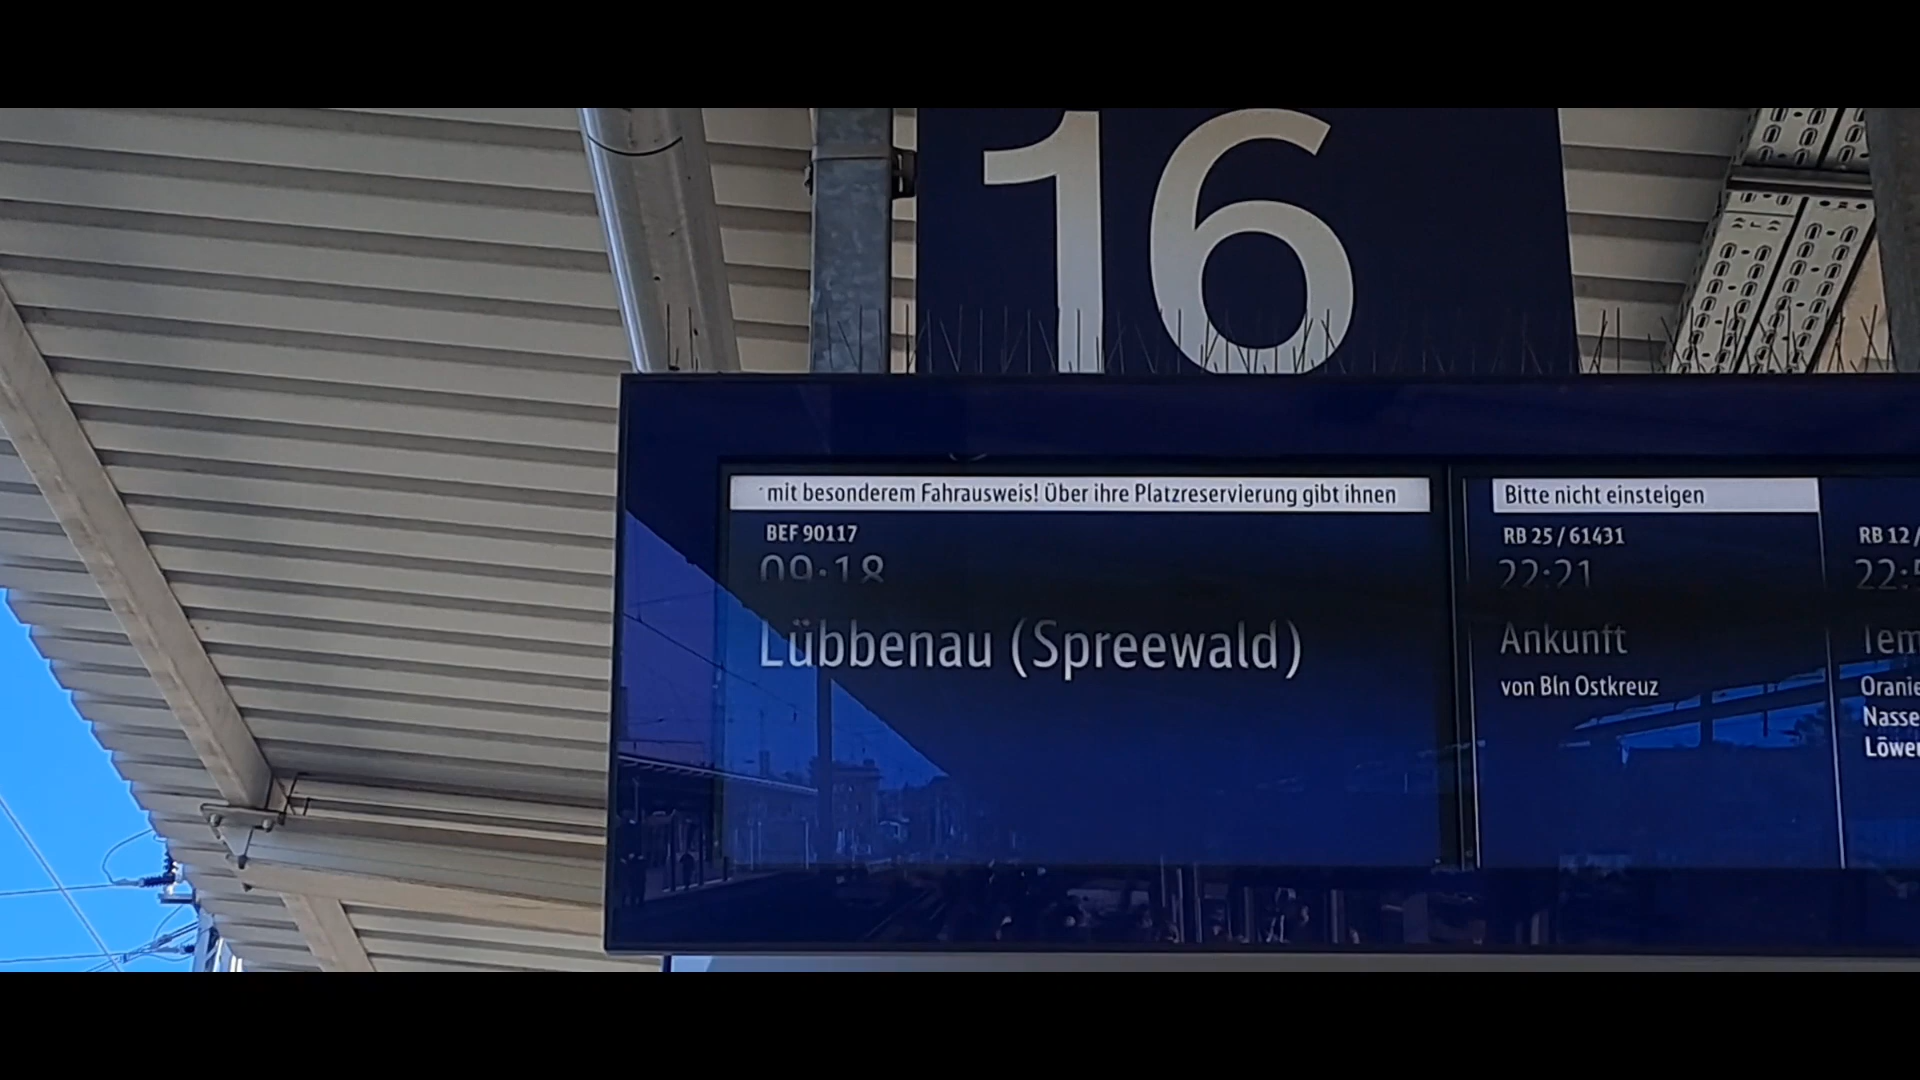 16
mit besonderem Fahrausweis! Über ihre Platzreservierung gibt ihnen
BEF 90117
09:18
Lübbenau (Spreewald)
Bitte nicht einsteigen
RB 25 / 61431
22:21
Ankunft
von Bln Ostkreuz
RB 12 /
22: